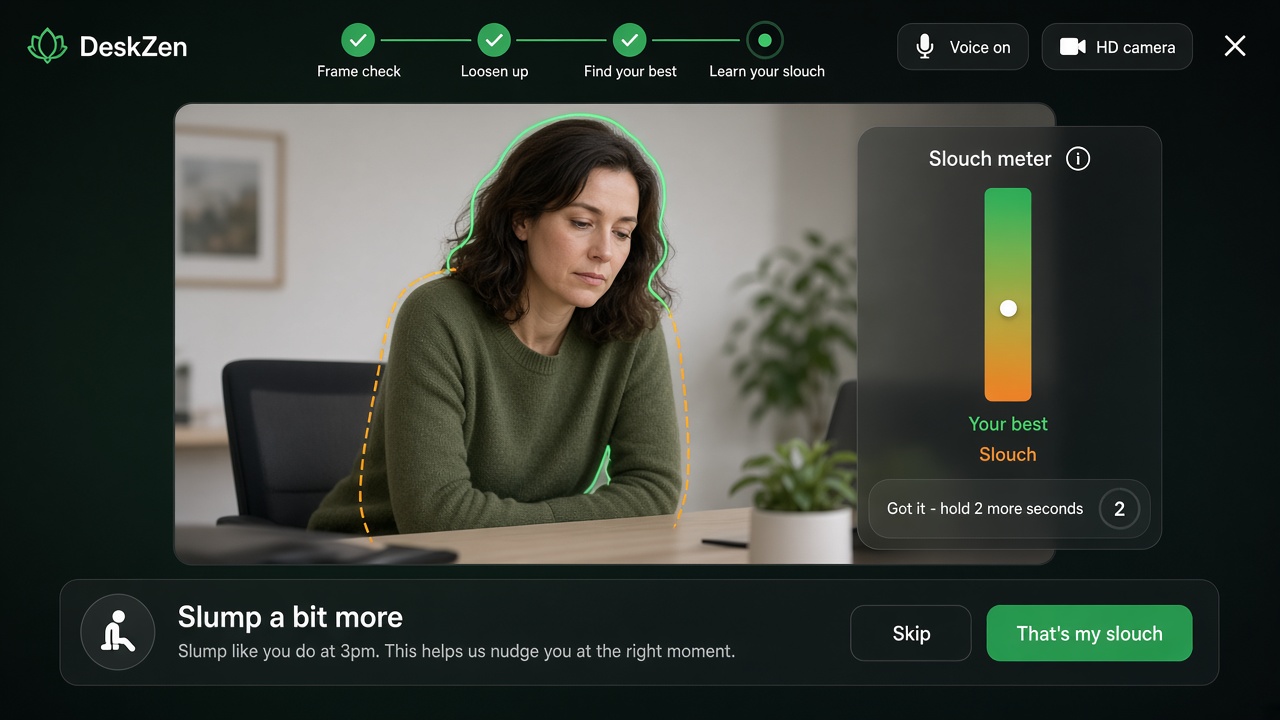 DeskZen
Frame check
Loosen up
Find your best
Learn your slouch
Voice on
HD camera
Slouch meter
Your best
Slouch
Got it - hold 2 more seconds
2
Slump a bit more
Slump like you do at 3pm. This helps us nudge you at the right moment.
Skip
That's my slouch